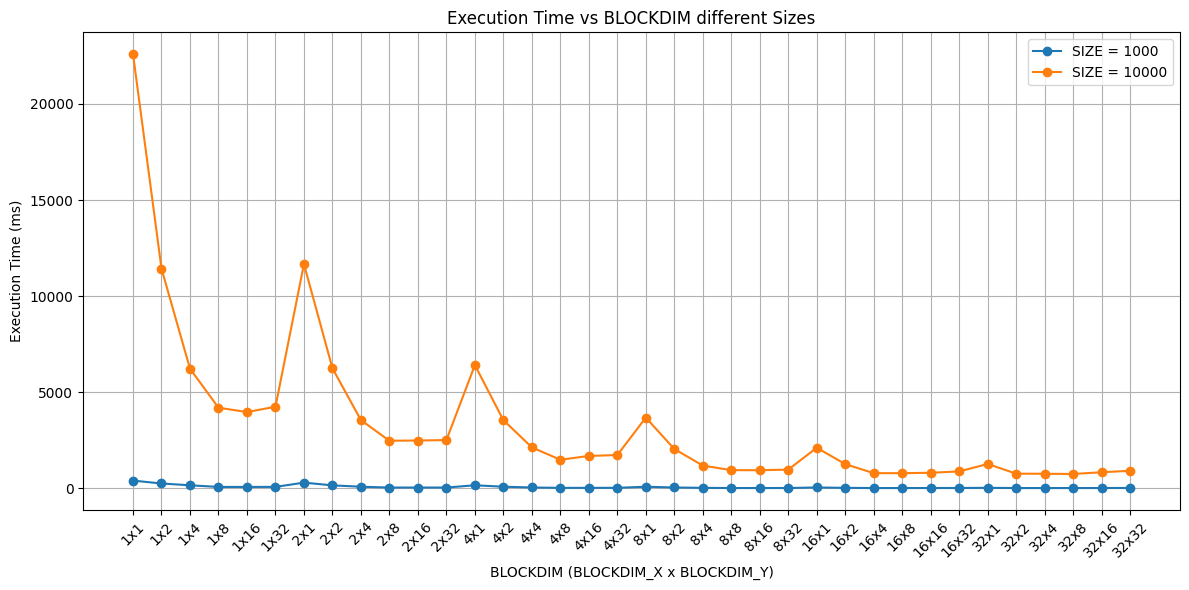 Execution Time vs BLOCKDIM different Sizes
SIZE = 1000
SIZE = 10000
Execution Time (ms)
20000
15000
10000
5000
0
1x1 1x2 1x4 1x8 1x16 1x32 2x1 2x2 2x4 2x8 2x16 2x32 4x1 4x2 4x4 4x8 4x16 4x32 8x1 8x2 8x4 8x8 8x16 8x32 16x1 16x2 16x4 16x8 16x16 16x32 32x1 32x2 32x4 32x8 32x16 32x32
BLOCKDIM (BLOCKDIM_X x BLOCKDIM_Y)